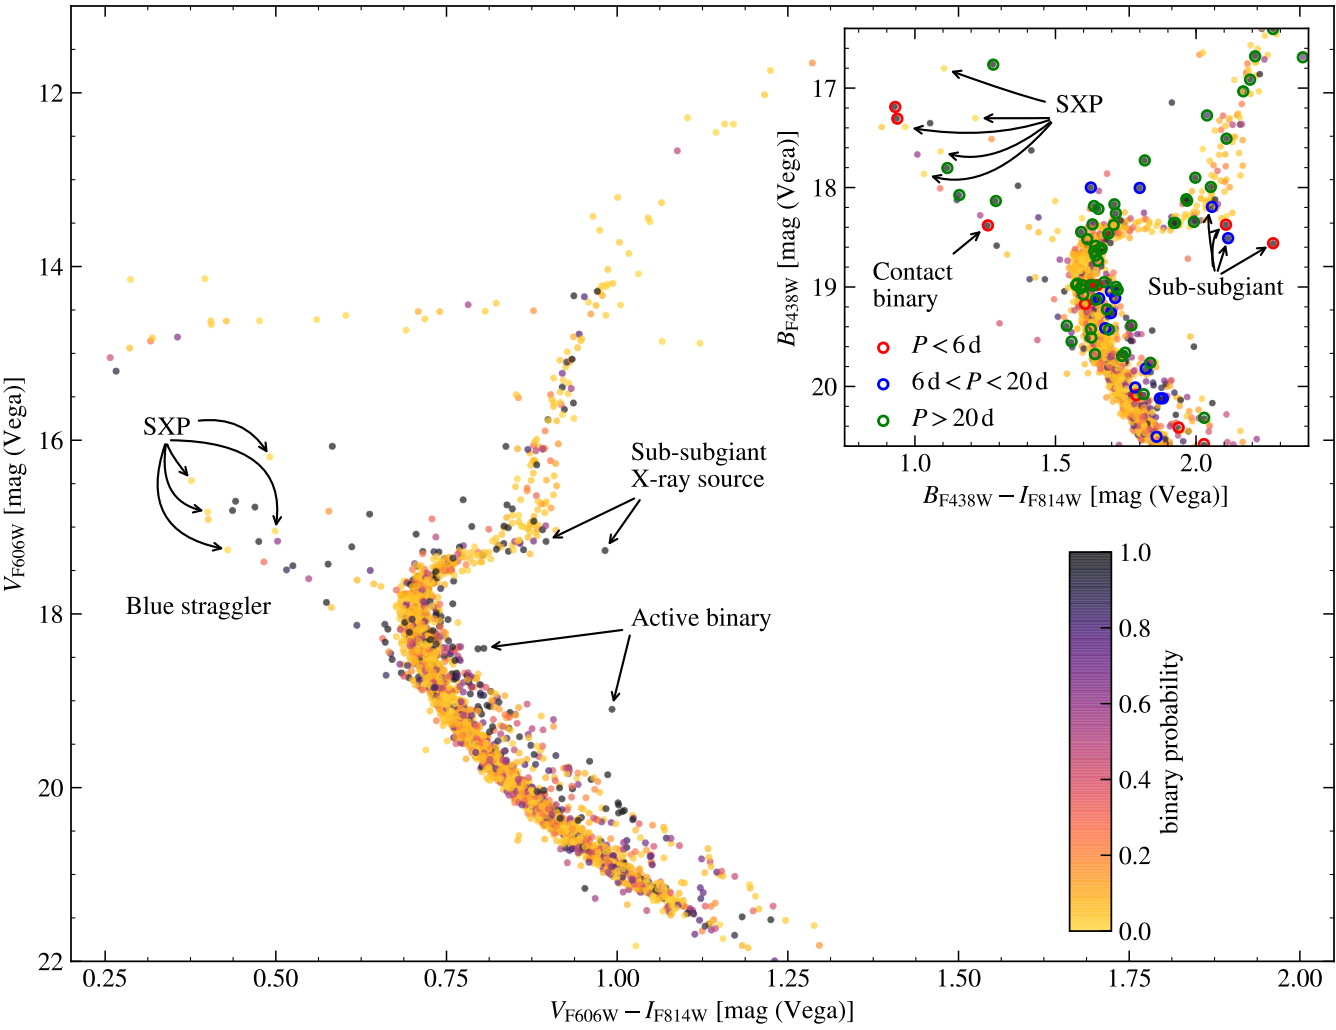 12
14
16
18
20
22
V_F606W [mag (Vega)]
0.25
0.50
0.75
1.00
1.25
1.50
1.75
2.00
V_F606W − I_F814W [mag (Vega)]
SXP
Blue straggler
Sub-subgiant
X-ray source
Active binary
17
18
19
20
B_F438W [mag (Vega)]
SXP
Contact
binary
Sub-subgiant
P < 6 d
6 d < P < 20 d
P > 20 d
1.0
1.5
2.0
B_F438W − I_F814W [mag (Vega)]
1.0
0.8
0.6
0.4
0.2
0.0
binary probability